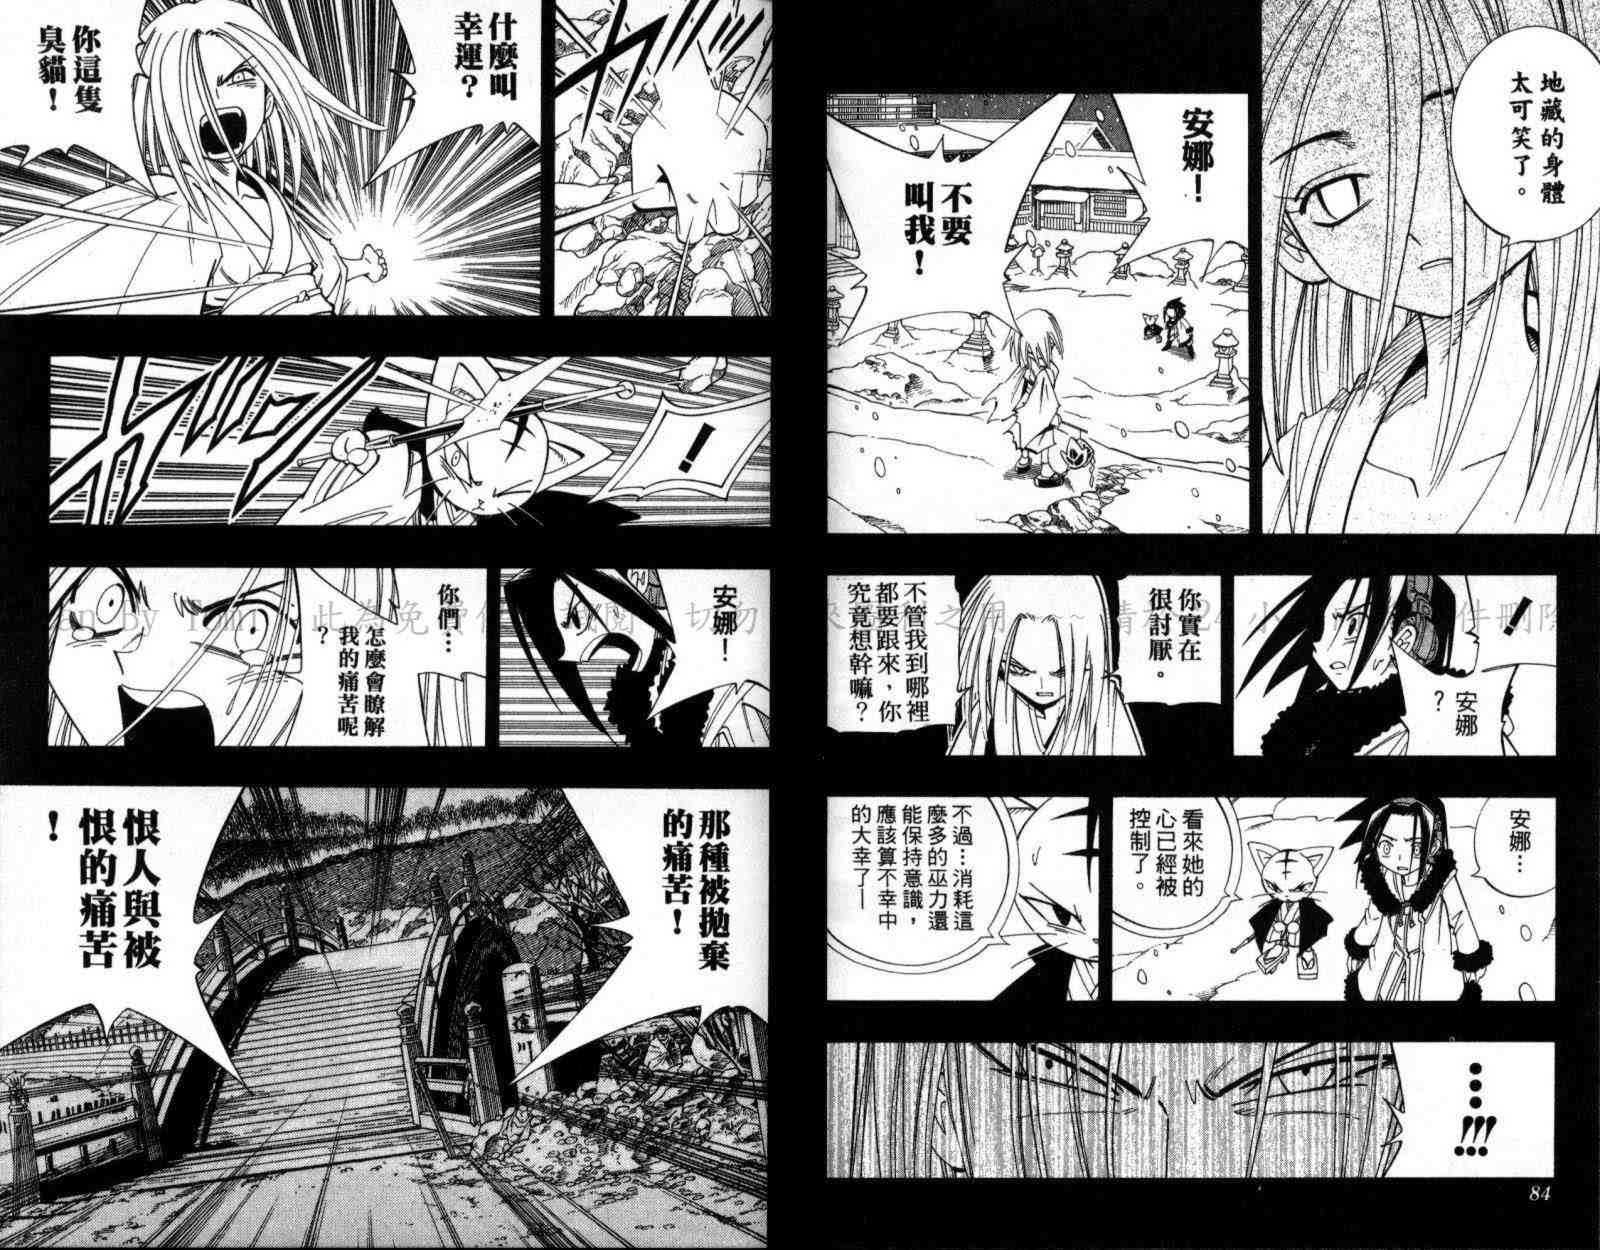 地藏的身體
太可笑了。
安娜！
不要
叫我！
！
安娜
？
你實在
很討厭。
不管我到哪裡
都要跟來，你
究竟想幹嘛？
安娜…
看來她的
心已經被
控制了。
不過…消耗這
麼多的巫力還
能保持意識，
應該算不幸中
的大幸了—
…!!!
84
什麼叫
幸運？
你這隻
臭貓！
！
安娜！
你們…
怎麼會瞭解
我的痛苦呢
？
那種被拋棄
的痛苦！
恨人與被
恨的痛苦
！
三途川